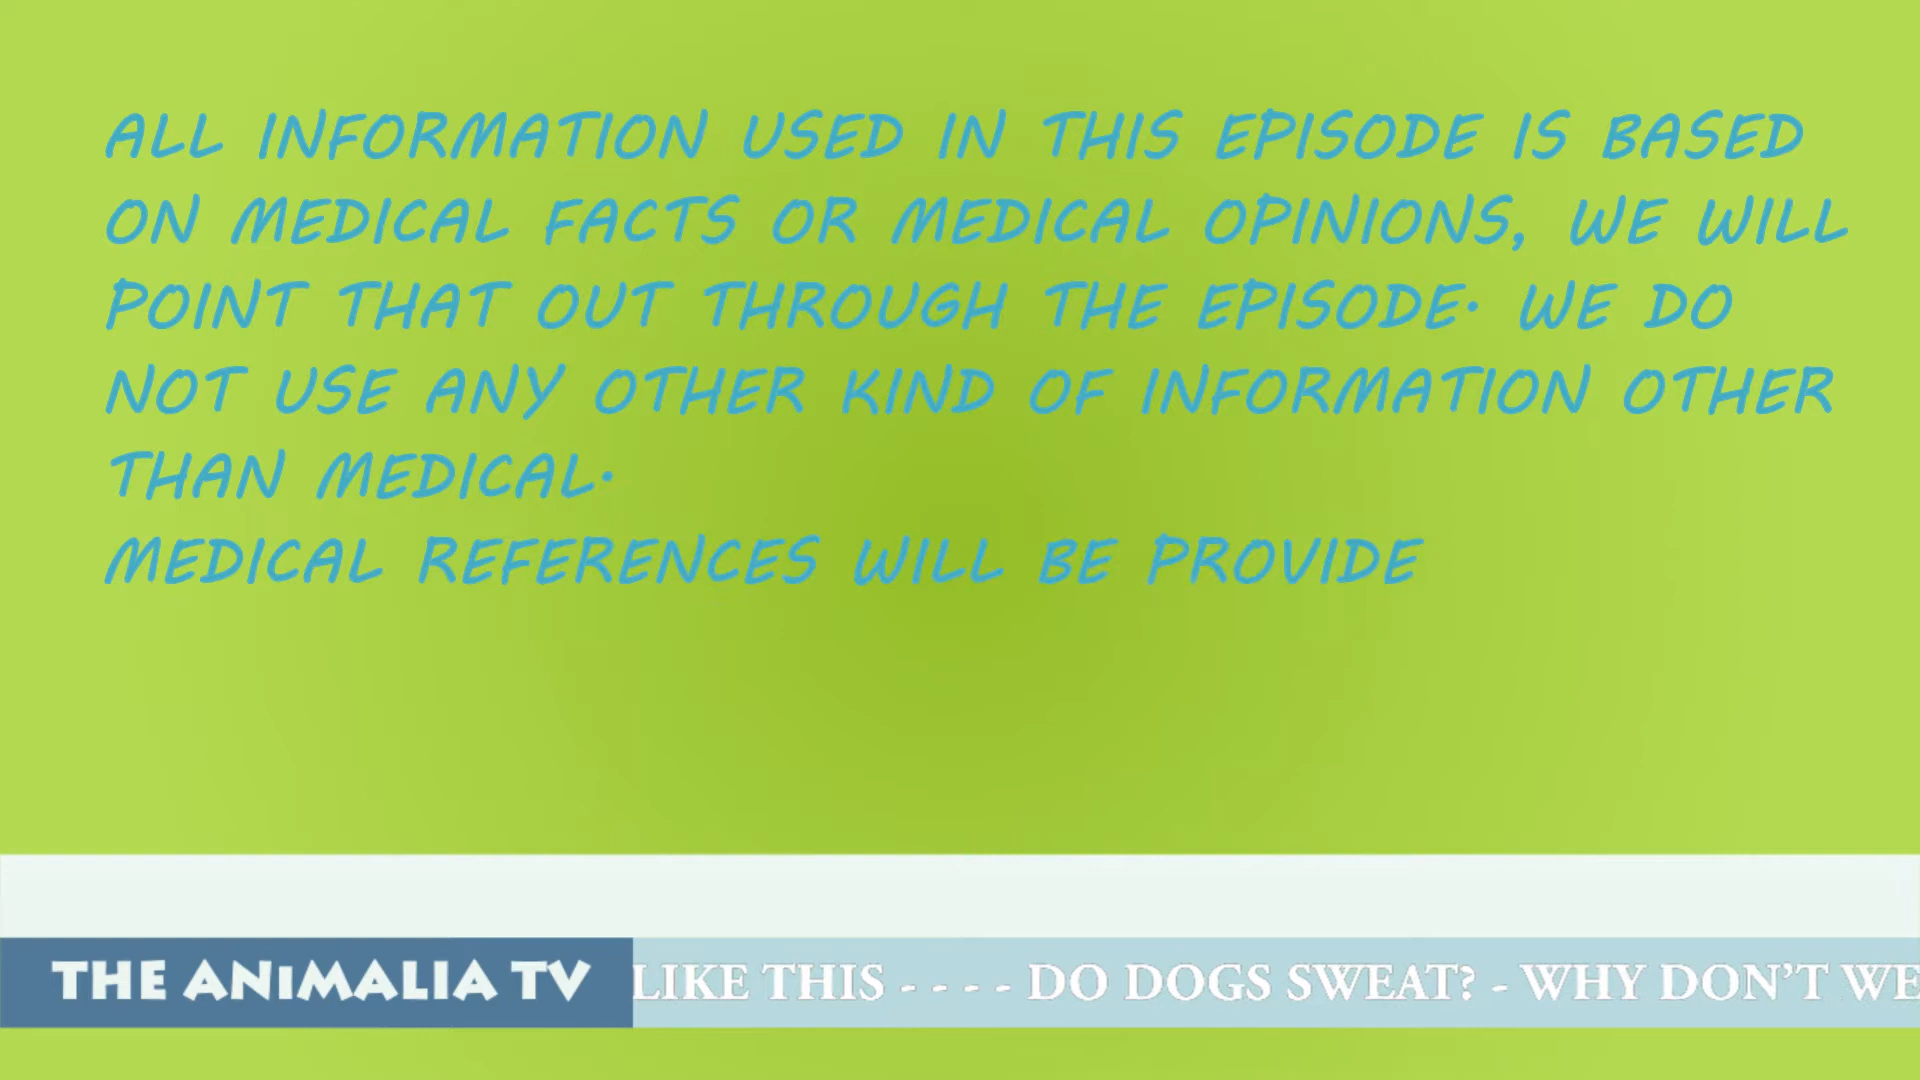 ALL INFORMATION USED IN THIS EPISODE IS BASED
ON MEDICAL FACTS OR MEDICAL OPINIONS, WE WILL
POINT THAT OUT THROUGH THE EPISODE. WE DO
NOT USE ANY OTHER KIND OF INFORMATION OTHER
THAN MEDICAL.
MEDICAL REFERENCES WILL BE PROVIDE
THE ANiMALIA TV LIKE THIS - - - - DO DOGS SWEAT? - WHY DON'T WE